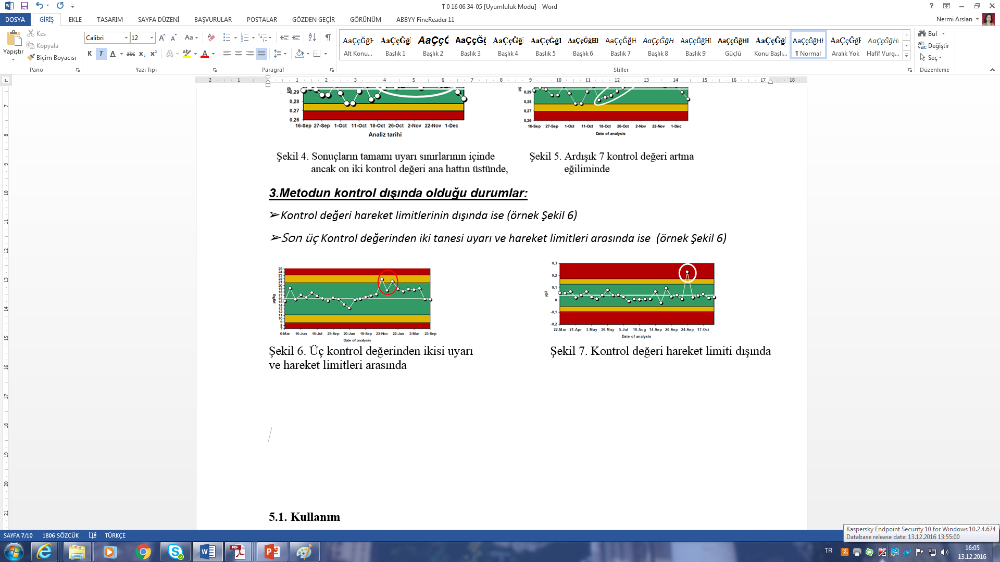 T 0 16 06 34-05 [Uyumluluk Modu] - Word
DOSYA GİRİŞ EKLE TASARIM SAYFA DÜZENİ BAŞVURULAR POSTALAR GÖZDEN GEÇİR GÖRÜNÜM ABBYY FineReader 11 Nermi Arslan
Yapıştır
Kes
Kopyala
Biçim Boyacısı
Pano
Calibri 12
K T A abc x₂ x²
Yazı Tipi
Paragraf
Alt Konu... Başlık 1 Başlık 2 Başlık 3 Başlık 4 Başlık 5 Başlık 6 Başlık 7 Başlık 8 Başlık 9 Güçlü Konu Başlı... ¶ Normal Aralık Yok Hafif Vurg...
Stiller
Bul
Değiştir
Seç
Düzenleme
2 1 1 2 3 4 5 6 7 8 9 10 11 12 13 14 15 16 17 18
0,29
0,28
0,27
0,26
16-Sep 27-Sep 1-Oct 11-Oct 18-Oct 26-Oct 2-Nov 22-Nov 1-Dec
Analiz tarihi
0,29
0,28
0,27
0,26
16-Sep 27-Sep 1-Oct 11-Oct 18-Oct 26-Oct 2-Nov 22-Nov 1-Dec
Date of analysis
Şekil 4. Sonuçların tamamı uyarı sınırlarının içinde
ancak on iki kontrol değeri ana hattın üstünde,
Şekil 5. Ardışık 7 kontrol değeri artma
eğiliminde
3.Metodun kontrol dışında olduğu durumlar:
➢Kontrol değeri hareket limitlerinin dışında ise (örnek Şekil 6)
➢Son üç Kontrol değerinden iki tanesi uyarı ve hareket limitleri arasında ise (örnek Şekil 6)
µg/kg
25
24
23
22
21
20
19
18
17
16
15
14
13
12
11
10
9
8
7
6-Mar 16-Jun 16-Jul 29-Sep 20-Jun 18-Sep 23-Nov 22-Jan 3-Mar 23-Sep
Date of analysis
µg/l
0,3
0,2
0,1
0
-0,1
-0,2
22-Mar 21-Apr 3-May 30-May 5-Jul 18-Aug 14-Sep 20-Sep 24-Sep 17-Oct
Date of analysis
Şekil 6. Üç kontrol değerinden ikisi uyarı
ve hareket limitleri arasında
Şekil 7. Kontrol değeri hareket limiti dışında
5.1. Kullanım
SAYFA 7/10 1806 SÖZCÜK TÜRKÇE
Kaspersky Endpoint Security 10 for Windows 10.2.4.674
Database release date: 13.12.2016 13:55:00
TR
16:05
13.12.2016